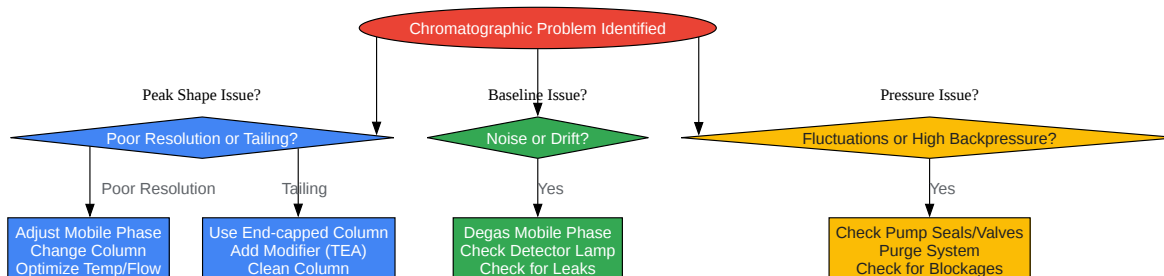 Chromatographic Problem Identified
Peak Shape Issue?
Baseline Issue?
Pressure Issue?
Poor Resolution or Tailing?
Noise or Drift?
Fluctuations or High Backpressure?
Poor Resolution
Tailing
Yes
Yes
Adjust Mobile Phase
Change Column
Optimize Temp/Flow
Use End-capped Column
Add Modifier (TEA)
Clean Column
Degas Mobile Phase
Check Detector Lamp
Check for Leaks
Check Pump Seals/Valves
Purge System
Check for Blockages